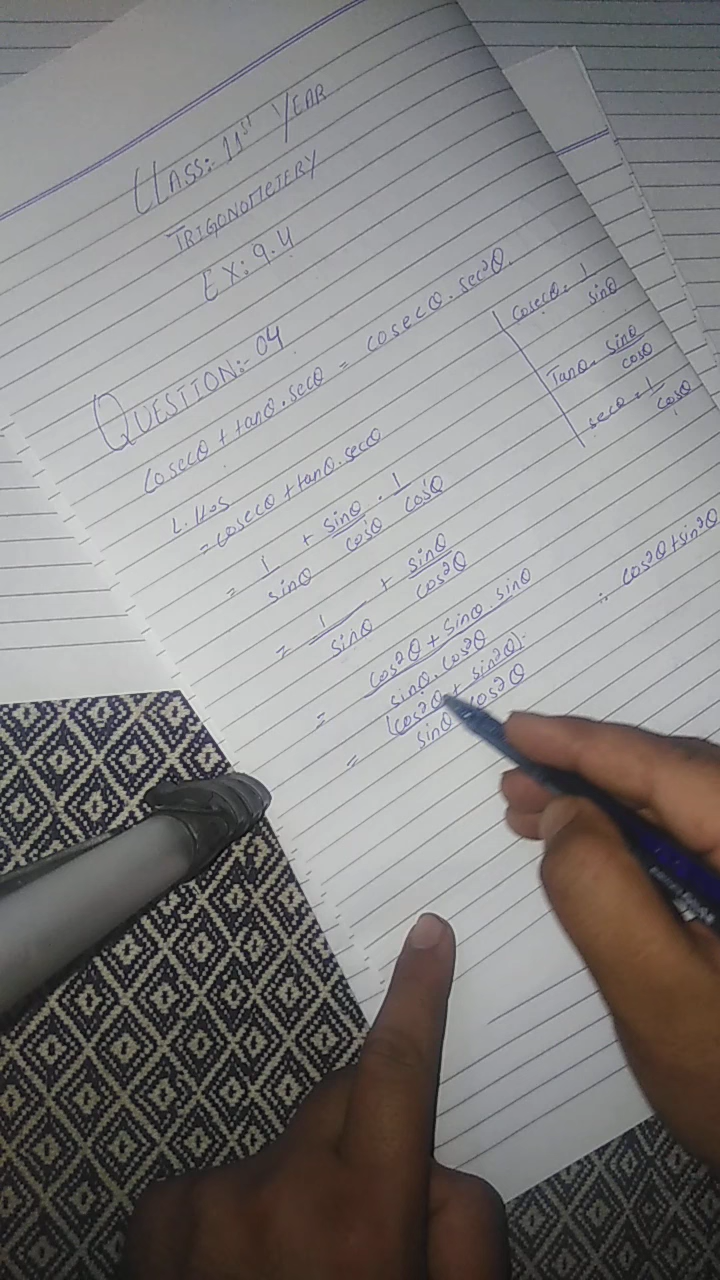 CLASS:- 11st YEAR
TRIGONOMETERY
EX: 9.4
QUESTION:- 04
cosecθ + tanθ . secθ = cosecθ . sec²θ.
cosecθ = 1/sinθ
Tanθ = sinθ/cosθ
secθ = 1/cosθ
L.H.S
= cosecθ + tanθ . secθ
= 1/sinθ + sinθ/cosθ . 1/cosθ
= 1/sinθ + sinθ/cos²θ
= cos²θ + sinθ . sinθ / sinθ . cos²θ
∵ cos²θ + sin²θ
= (cos²θ + sin²θ) / sinθ cos²θ